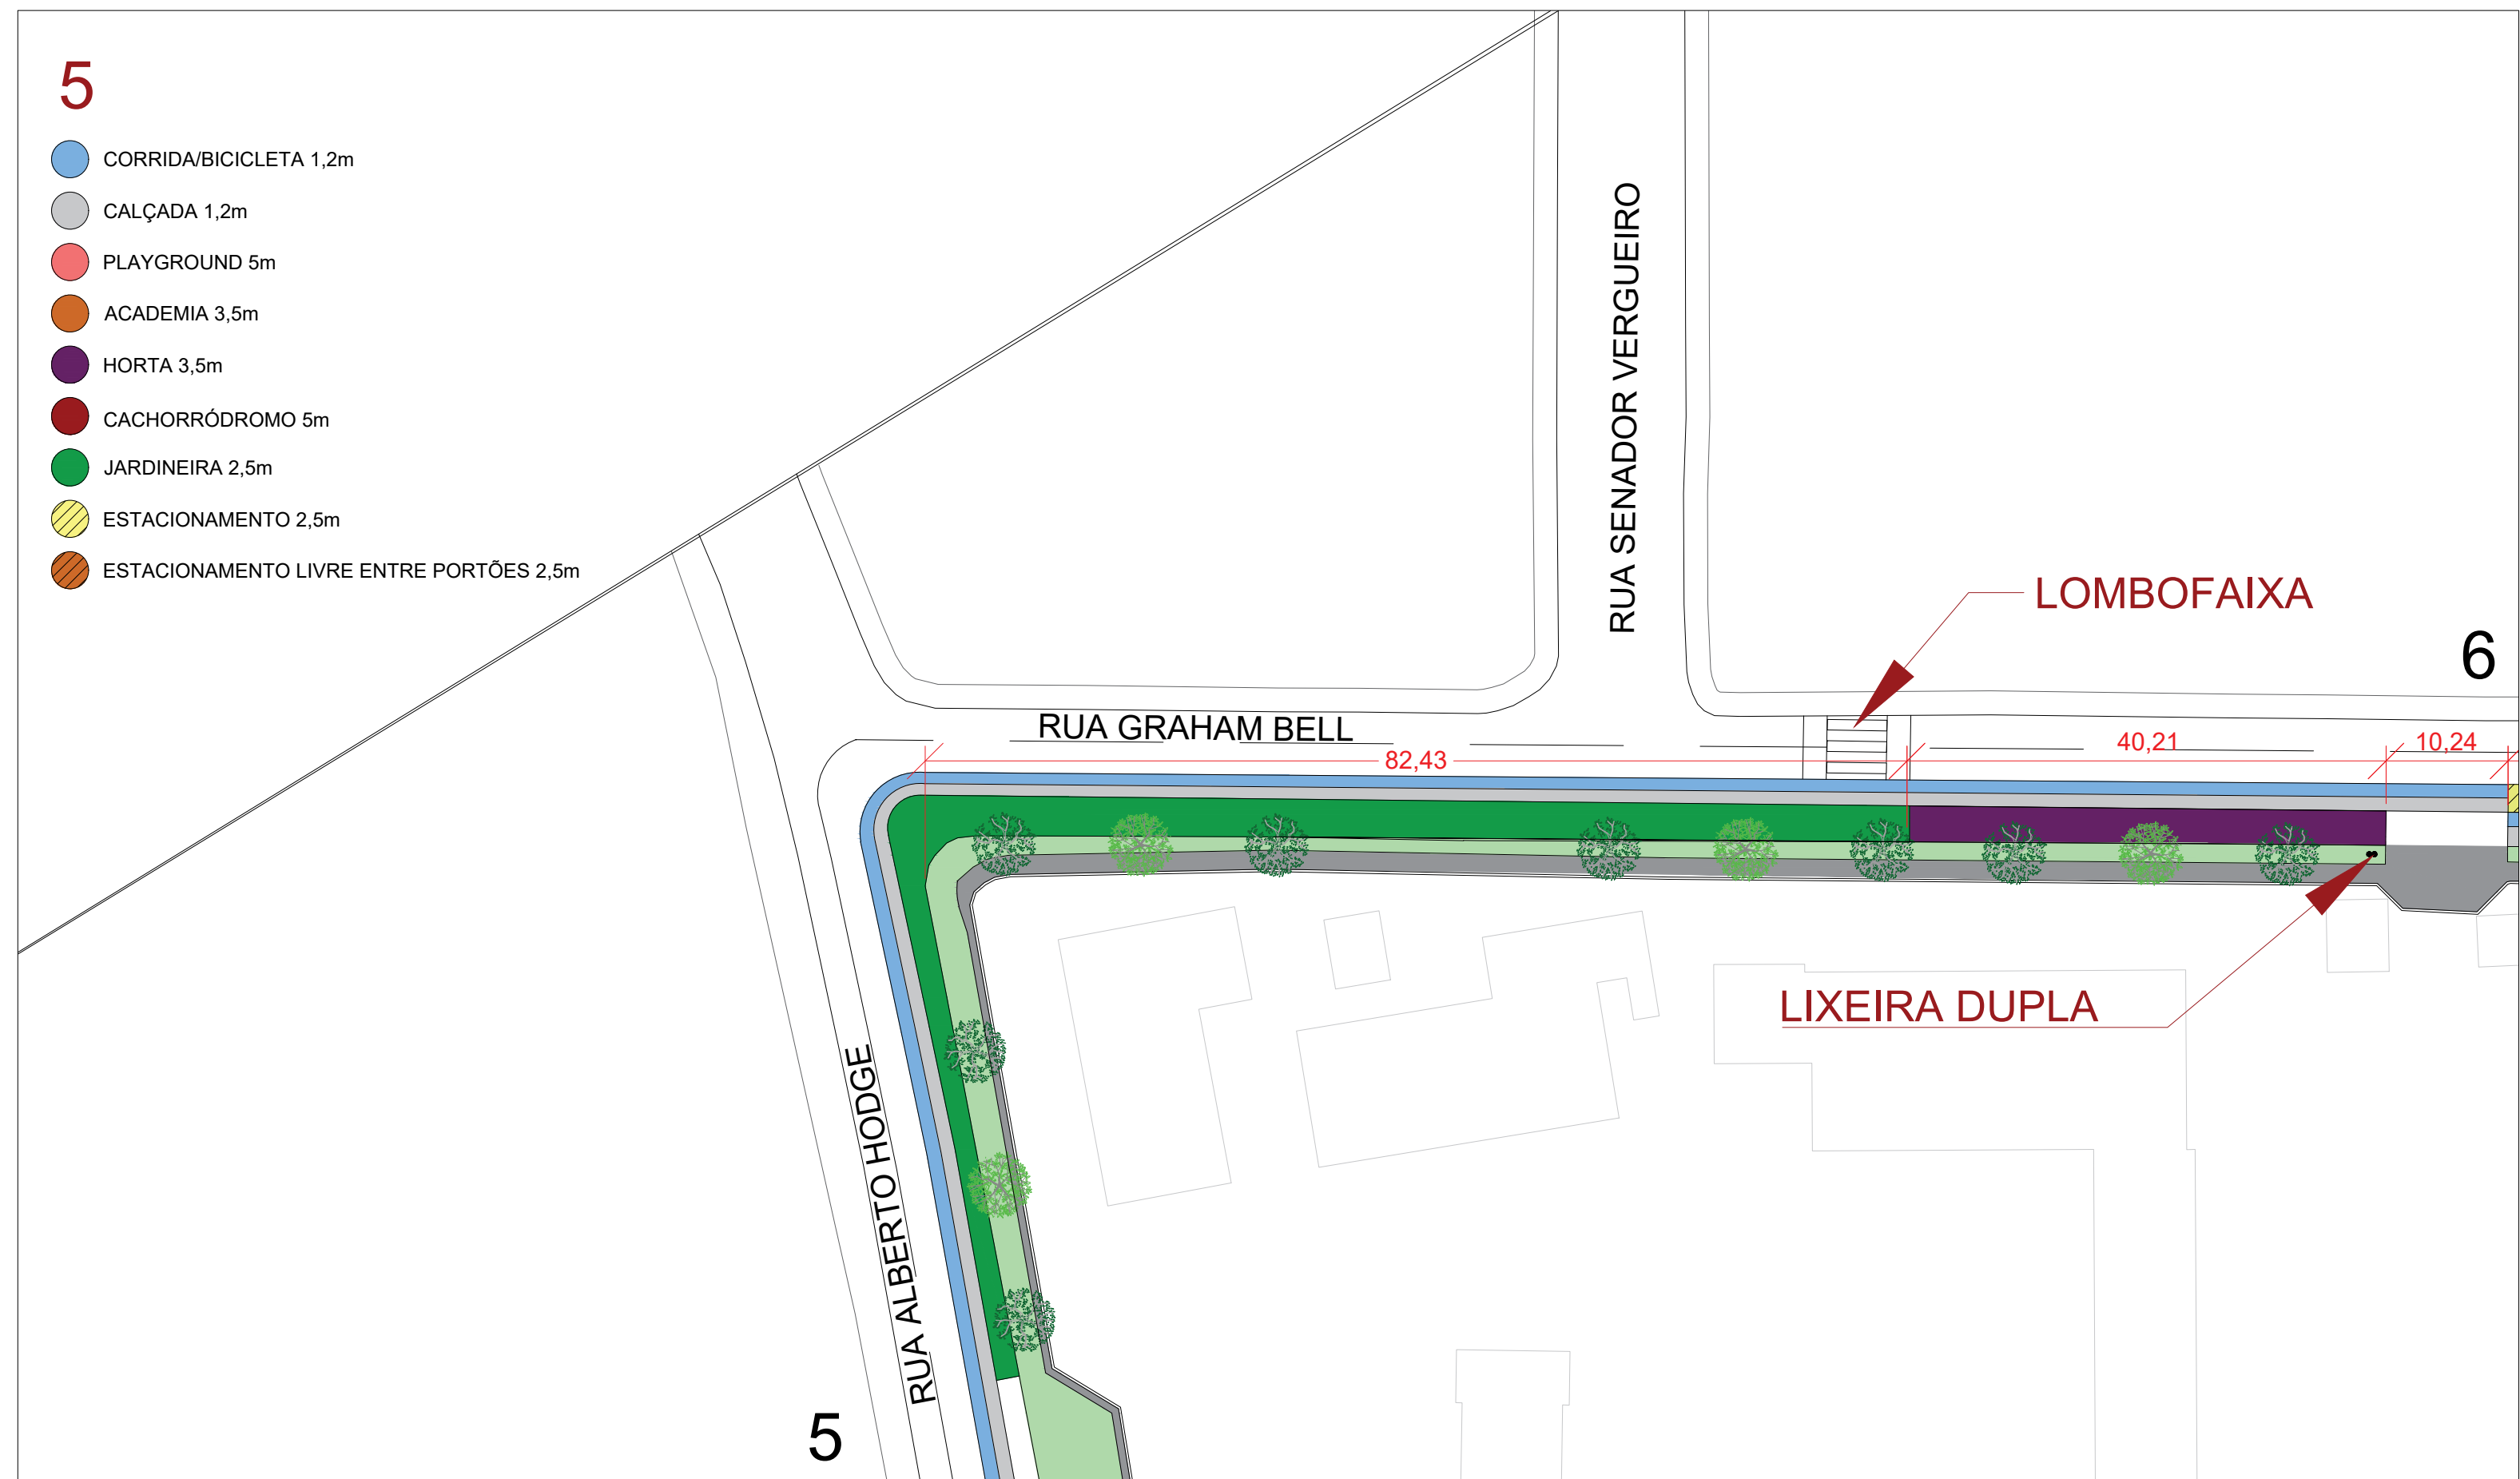 5
CORRIDA/BICICLETA 1,2m
CALÇADA 1,2m
PLAYGROUND 5m
ACADEMIA 3,5m
HORTA 3,5m
CACHORRÓDROMO 5m
JARDINEIRA 2,5m
ESTACIONAMENTO 2,5m
ESTACIONAMENTO LIVRE ENTRE PORTÕES 2,5m
RUA SENADOR VERGUEIRO
LOMBOFAIXA
6
RUA GRAHAM BELL
82,43
40,21
10,24
LIXEIRA DUPLA
RUA ALBERTO HODGE
5